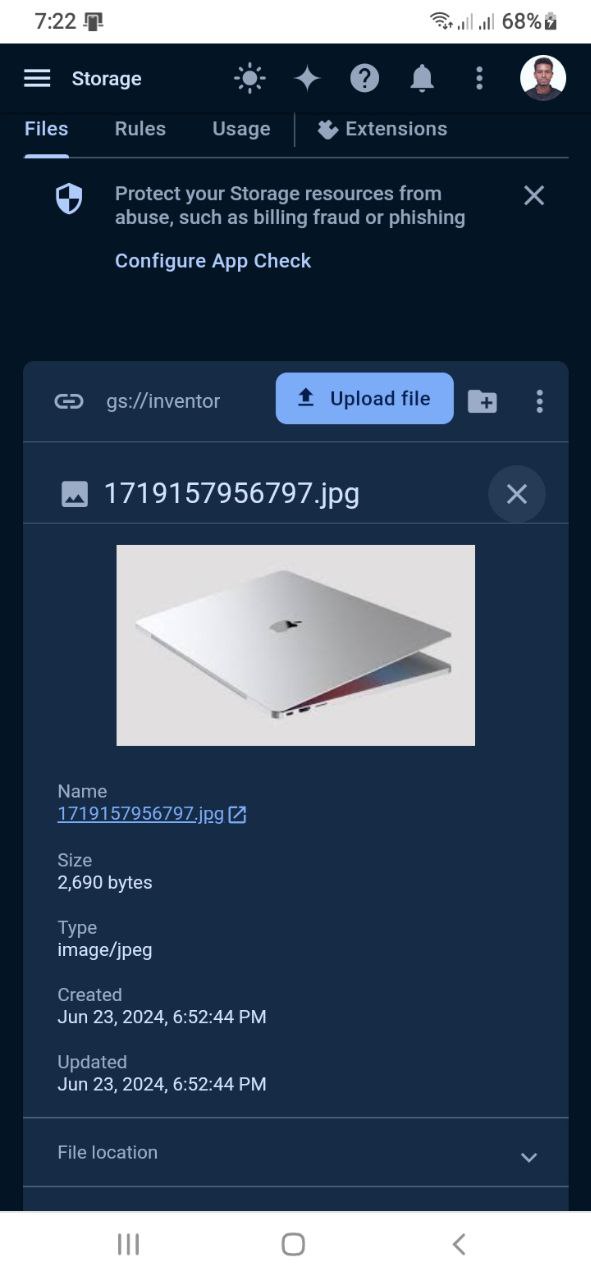 7:22
68%
Storage
Files
Rules
Usage
Extensions
Protect your Storage resources from
abuse, such as billing fraud or phishing
Configure App Check
gs://inventor
Upload file
1719157956797.jpg
Name
1719157956797.jpg
Size
2,690 bytes
Type
image/jpeg
Created
Jun 23, 2024, 6:52:44 PM
Updated
Jun 23, 2024, 6:52:44 PM
File location